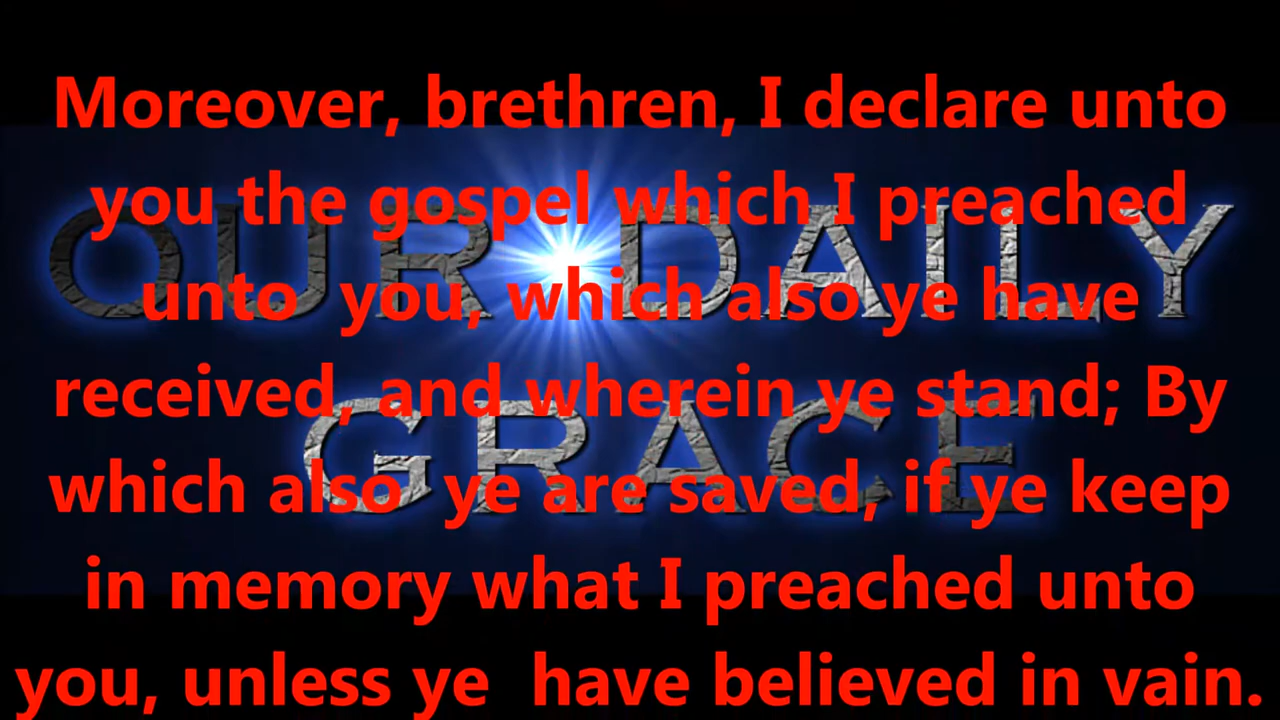 Moreover, brethren, I declare unto
you the gospel which I preached
unto you, which also ye have
received, and wherein ye stand; By
which also ye are saved, if ye keep
in memory what I preached unto
you, unless ye have believed in vain.
OUR DAILY
GRACE